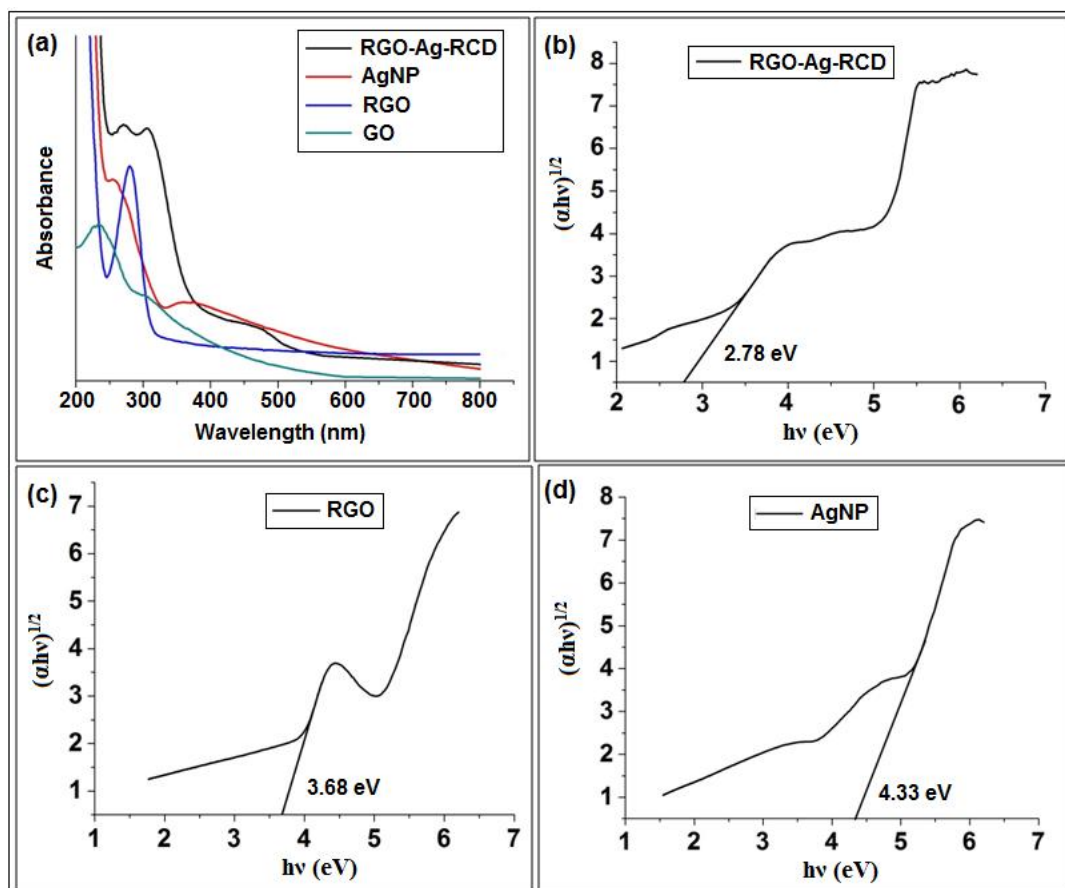 (a)
RGO-Ag-RCD
AgNP
RGO
GO
Absorbance
200 300 400 500 600 700 800
Wavelength (nm)
(b)
RGO-Ag-RCD
(αhν)1/2
8
7
6
5
4
3
2
1
2.78 eV
2 3 4 5 6 7
hν (eV)
(c)
RGO
(αhν)1/2
7
6
5
4
3
2
1
3.68 eV
1 2 3 4 5 6 7
hν (eV)
(d)
AgNP
(αhν)1/2
8
7
6
5
4
3
2
1
4.33 eV
1 2 3 4 5 6 7
hν (eV)